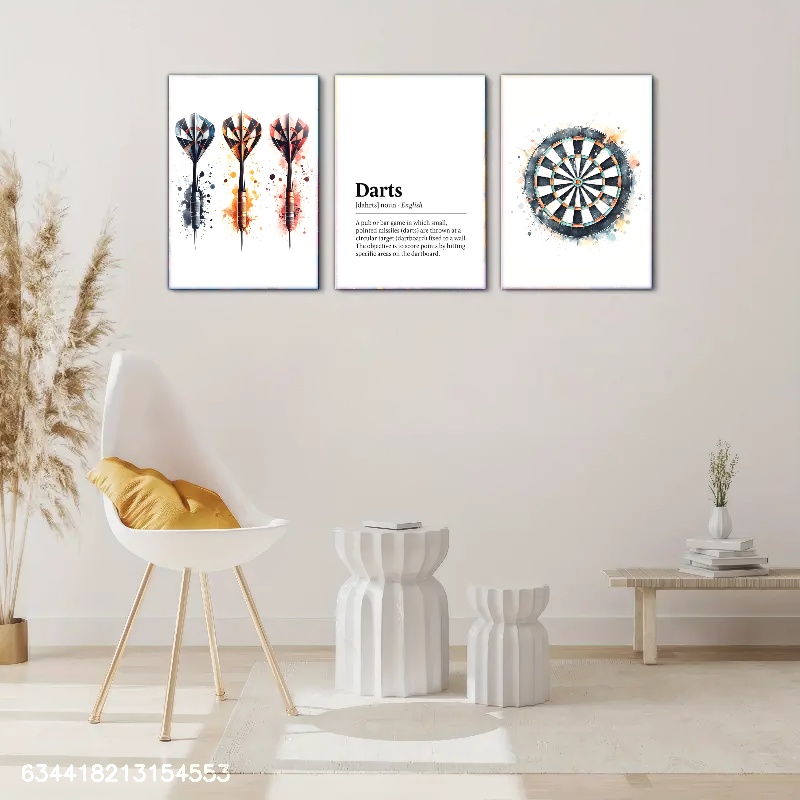 Darts
[dahrts] noun · English
A pub or bar game in which small,
pointed missiles (darts) are thrown at a
circular target (dartboard) fixed to a wall.
The objective is to score points by hitting
specific areas on the dartboard.
634418213154553